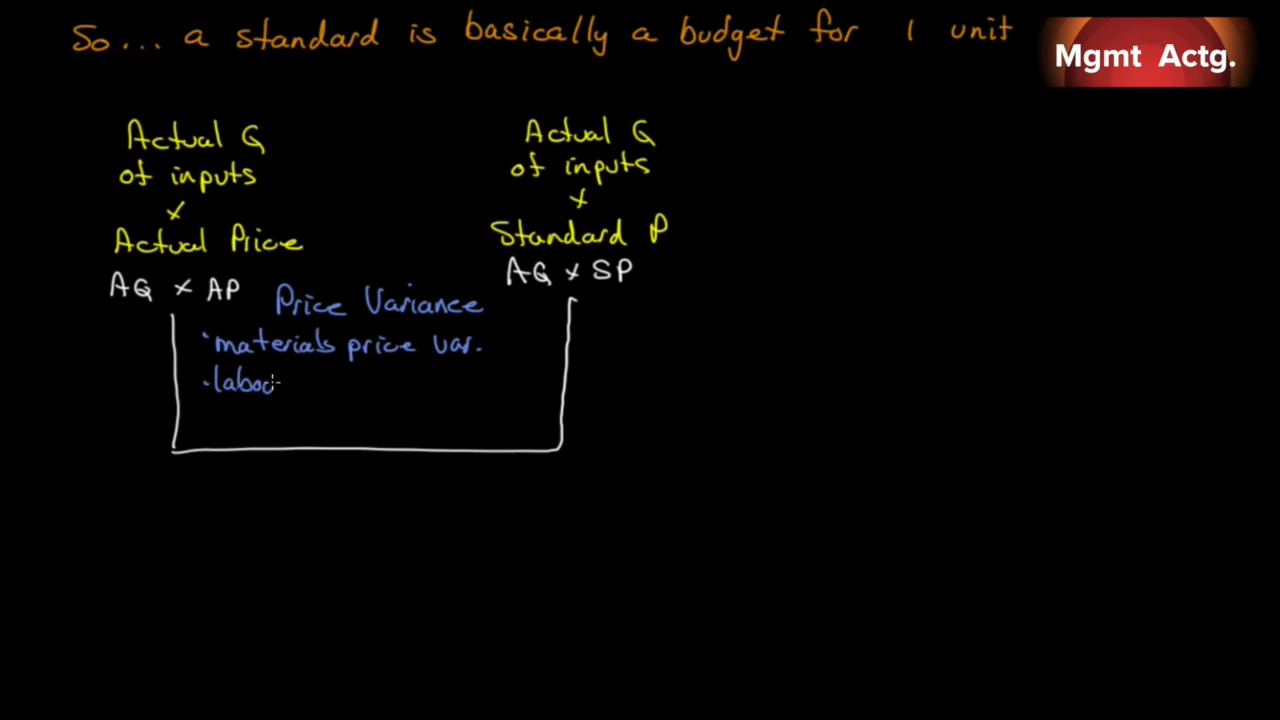 So... a standard is basically a budget for 1 unit
Mgmt Actg.
Actual Q
of inputs
×
Actual Price
AQ × AP
Actual Q
of inputs
×
Standard P
AQ × SP
Price Variance
·materials price var.
·labo